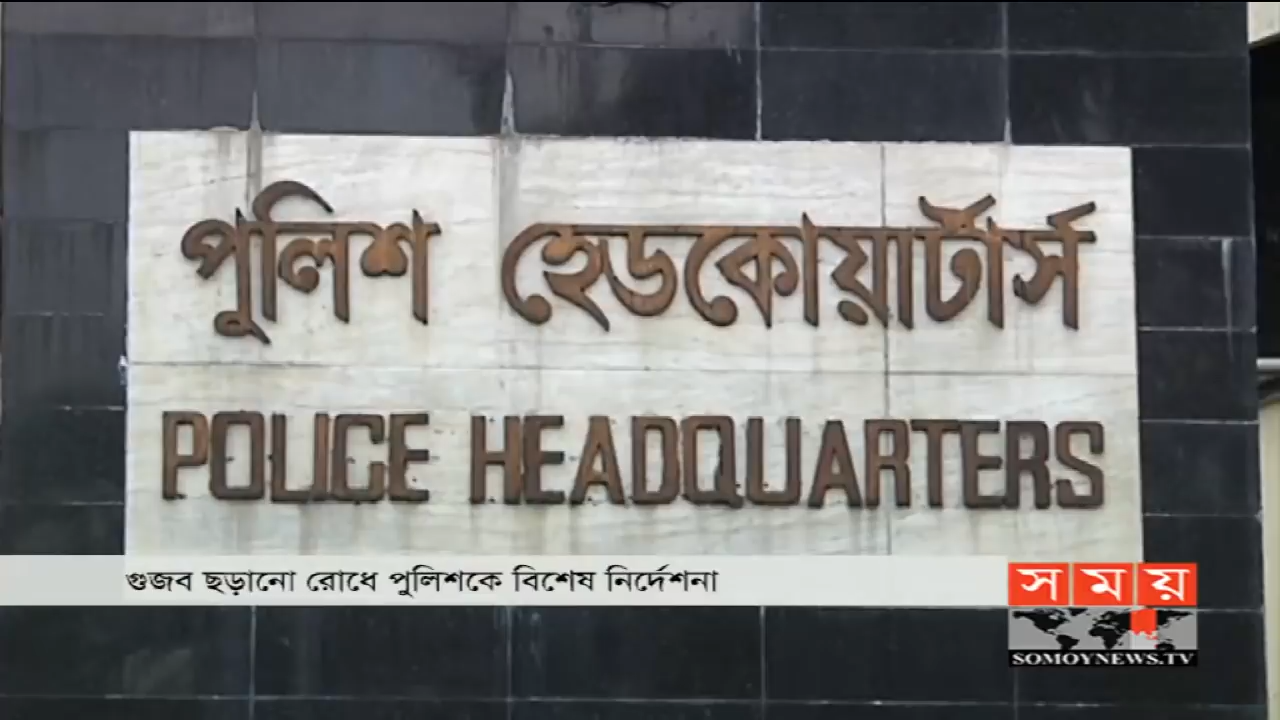 পুলিশ হেডকোয়ার্টার্স
POLICE HEADQUARTERS
গুজব ছড়ানো রোধে পুলিশকে বিশেষ নির্দেশনা
সময়
SOMOYNEWS.TV